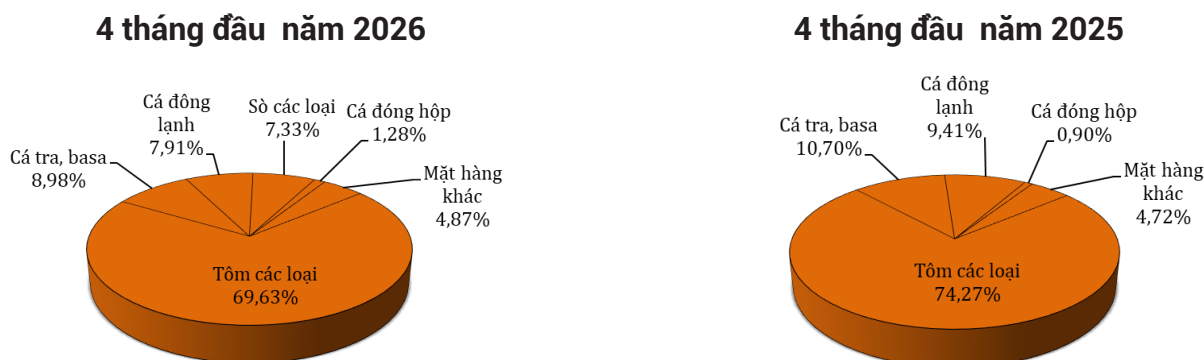 4 tháng đầu năm 2026
Cá đông
lạnh
7,91%
Sò các loại
7,33%
Cá đóng hộp
1,28%
Cá tra, basa
8,98%
Mặt hàng
khác
4,87%
Tôm các loại
69,63%
4 tháng đầu năm 2025
Cá đông
lạnh
9,41%
Cá đóng hộp
0,90%
Cá tra, basa
10,70%
Mặt hàng
khác
4,72%
Tôm các loại
74,27%